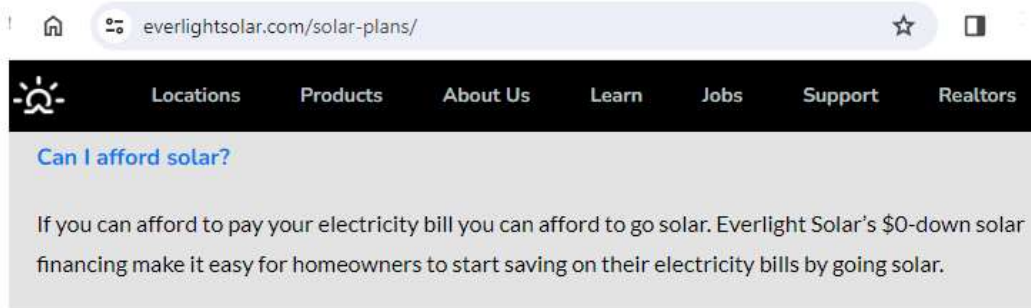 everlightsolar.com/solar-plans/
Locations Products About Us Learn Jobs Support Realtors
Can I afford solar?
If you can afford to pay your electricity bill you can afford to go solar. Everlight Solar’s $0-down solar
financing make it easy for homeowners to start saving on their electricity bills by going solar.